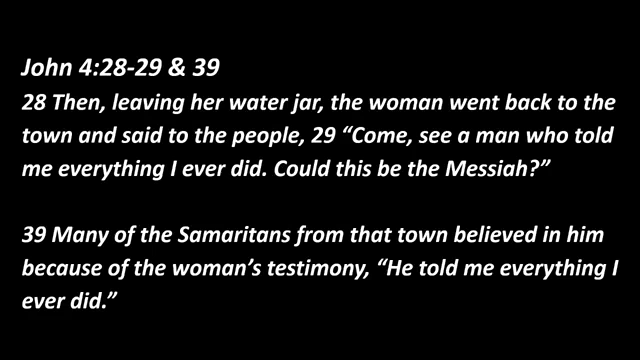 John 4:28-29 & 39
28 Then, leaving her water jar, the woman went back to the
town and said to the people, 29 “Come, see a man who told
me everything I ever did. Could this be the Messiah?”
39 Many of the Samaritans from that town believed in him
because of the woman’s testimony, “He told me everything I
ever did.”